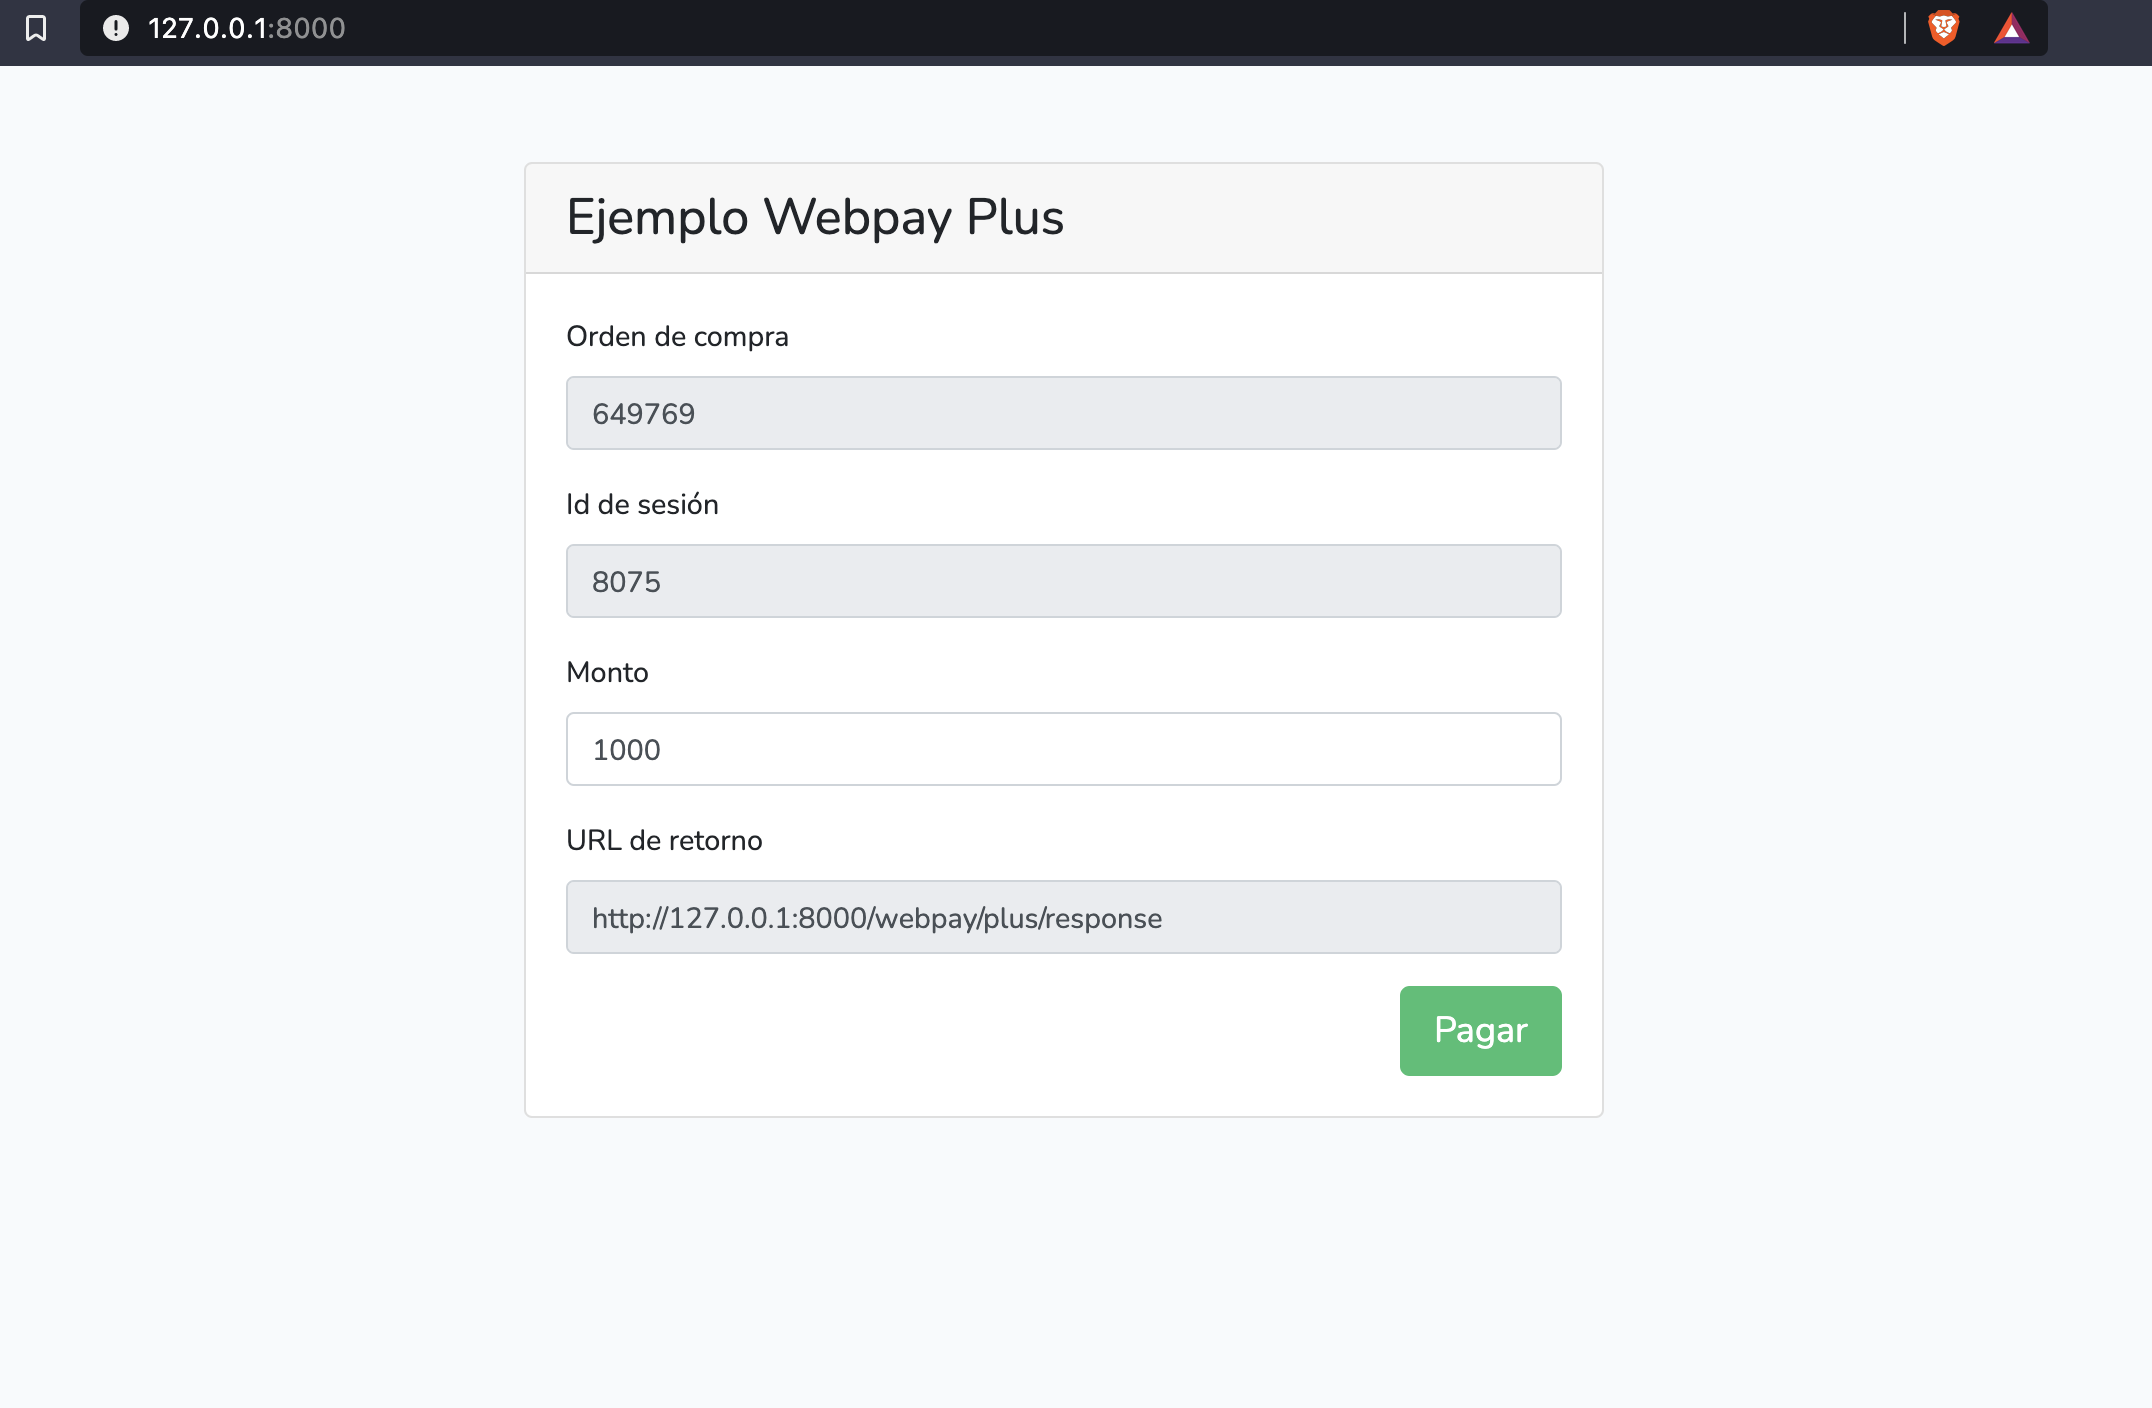 127.0.0.1:8000
Ejemplo Webpay Plus
Orden de compra
649769
Id de sesión
8075
Monto
1000
URL de retorno
http://127.0.0.1:8000/webpay/plus/response
Pagar